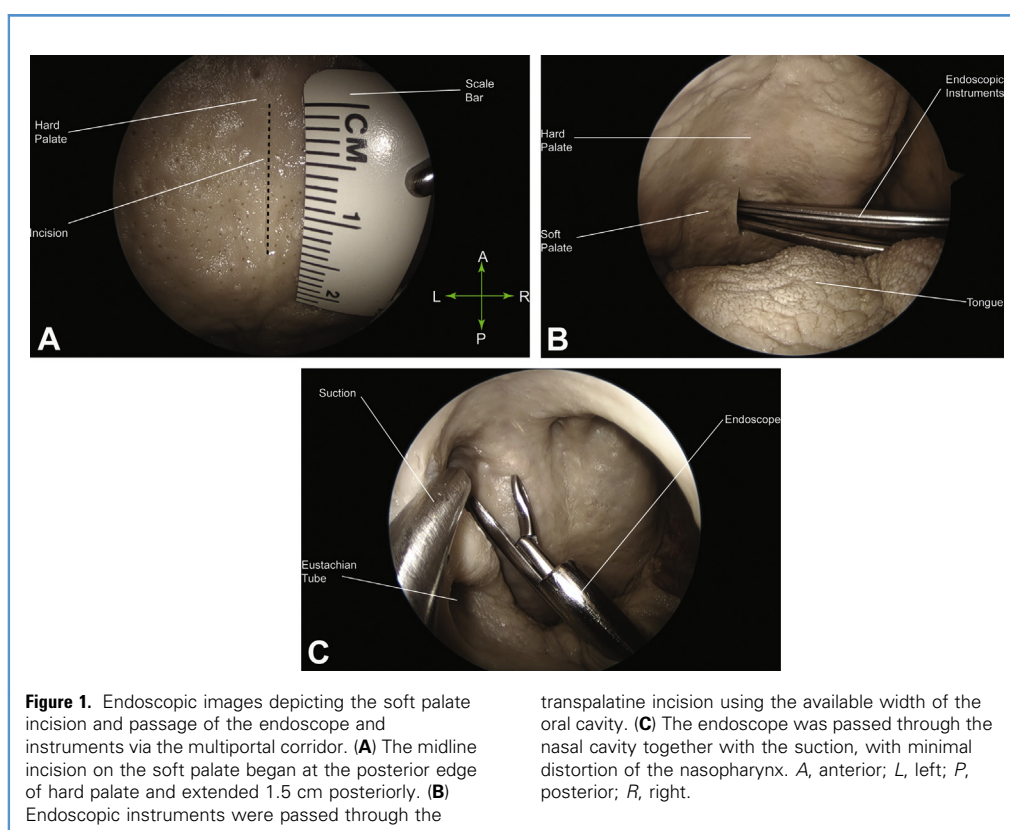 Scale
Bar
Hard
Palate
Incision
CM
1
2
A
L
R
P
A
Endoscopic
Instruments
Hard
Palate
Soft
Palate
Tongue
B
Suction
Endoscope
Eustachian
Tube
C
Figure 1. Endoscopic images depicting the soft palate
incision and passage of the endoscope and
instruments via the multiportal corridor. (A) The midline
incision on the soft palate began at the posterior edge
of hard palate and extended 1.5 cm posteriorly. (B)
Endoscopic instruments were passed through the
transpalatine incision using the available width of the
oral cavity. (C) The endoscope was passed through the
nasal cavity together with the suction, with minimal
distortion of the nasopharynx. A, anterior; L, left; P,
posterior; R, right.